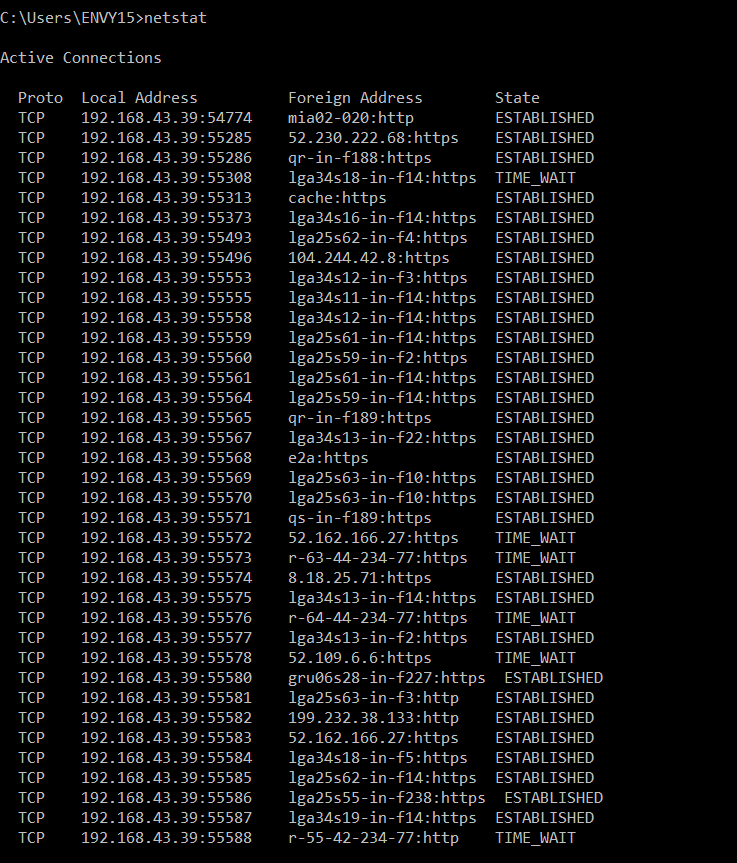 C:\Users\ENVY15>netstat
Active Connections
Proto  Local Address          Foreign Address        State
TCP    192.168.43.39:54774    mia02-020:http         ESTABLISHED
TCP    192.168.43.39:55285    52.230.222.68:https    ESTABLISHED
TCP    192.168.43.39:55286    qr-in-f188:https       ESTABLISHED
TCP    192.168.43.39:55308    lga34s18-in-f14:https  TIME_WAIT
TCP    192.168.43.39:55313    cache:https            ESTABLISHED
TCP    192.168.43.39:55373    lga34s16-in-f14:https  ESTABLISHED
TCP    192.168.43.39:55493    lga25s62-in-f4:https   ESTABLISHED
TCP    192.168.43.39:55496    104.244.42.8:https     ESTABLISHED
TCP    192.168.43.39:55553    lga34s12-in-f3:https   ESTABLISHED
TCP    192.168.43.39:55555    lga34s11-in-f14:https  ESTABLISHED
TCP    192.168.43.39:55558    lga34s12-in-f14:https  ESTABLISHED
TCP    192.168.43.39:55559    lga25s61-in-f14:https  ESTABLISHED
TCP    192.168.43.39:55560    lga25s59-in-f2:https   ESTABLISHED
TCP    192.168.43.39:55561    lga25s61-in-f14:https  ESTABLISHED
TCP    192.168.43.39:55564    lga25s59-in-f14:https  ESTABLISHED
TCP    192.168.43.39:55565    qr-in-f189:https       ESTABLISHED
TCP    192.168.43.39:55567    lga34s13-in-f22:https  ESTABLISHED
TCP    192.168.43.39:55568    e2a:https              ESTABLISHED
TCP    192.168.43.39:55569    lga25s63-in-f10:https  ESTABLISHED
TCP    192.168.43.39:55570    lga25s63-in-f10:https  ESTABLISHED
TCP    192.168.43.39:55571    qs-in-f189:https       ESTABLISHED
TCP    192.168.43.39:55572    52.162.166.27:https    TIME_WAIT
TCP    192.168.43.39:55573    r-63-44-234-77:https   TIME_WAIT
TCP    192.168.43.39:55574    8.18.25.71:https       ESTABLISHED
TCP    192.168.43.39:55575    lga34s13-in-f14:https  ESTABLISHED
TCP    192.168.43.39:55576    r-64-44-234-77:https   TIME_WAIT
TCP    192.168.43.39:55577    lga34s13-in-f2:https   ESTABLISHED
TCP    192.168.43.39:55578    52.109.6.6:https       TIME_WAIT
TCP    192.168.43.39:55580    gru06s28-in-f227:https  ESTABLISHED
TCP    192.168.43.39:55581    lga25s63-in-f3:http    ESTABLISHED
TCP    192.168.43.39:55582    199.232.38.133:http    ESTABLISHED
TCP    192.168.43.39:55583    52.162.166.27:https    ESTABLISHED
TCP    192.168.43.39:55584    lga34s18-in-f5:https   ESTABLISHED
TCP    192.168.43.39:55585    lga25s62-in-f14:https  ESTABLISHED
TCP    192.168.43.39:55586    lga25s55-in-f238:https  ESTABLISHED
TCP    192.168.43.39:55587    lga34s19-in-f14:https  ESTABLISHED
TCP    192.168.43.39:55588    r-55-42-234-77:http    TIME_WAIT